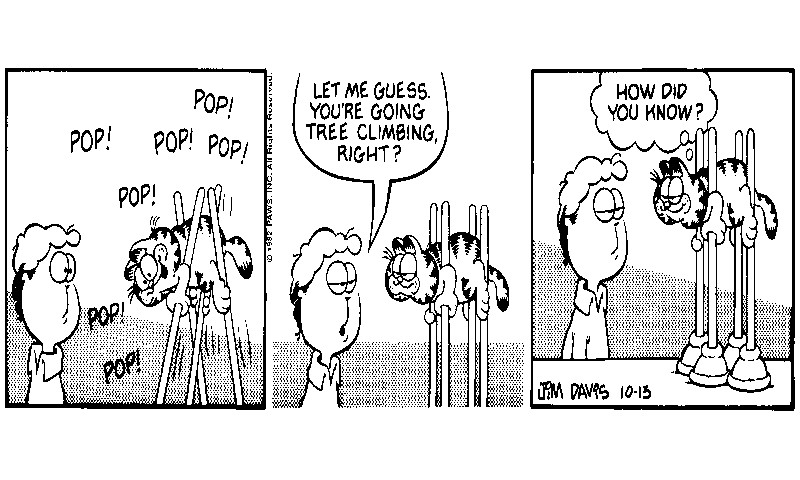 POP!
POP!
POP!
POP!
POP!
POP!
POP!
© 1992 PAWS, INC. All Rights Reserved.
LET ME GUESS.
YOU'RE GOING
TREE CLIMBING,
RIGHT?
HOW DID
YOU KNOW?
JIM DAVIS 10-13